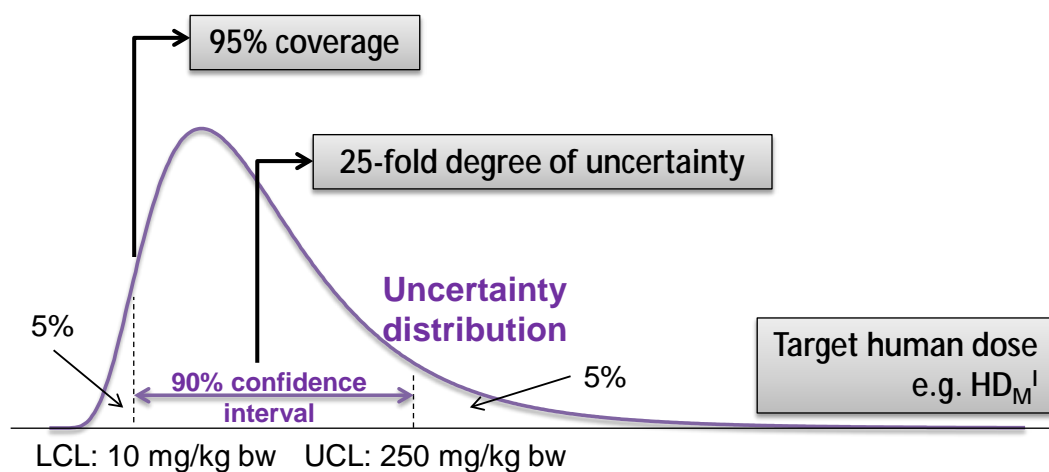 95% coverage
25-fold degree of uncertainty
Uncertainty
distribution
5%
5%
90% confidence
interval
Target human dose
e.g. HD_M^I
LCL: 10 mg/kg bw
UCL: 250 mg/kg bw